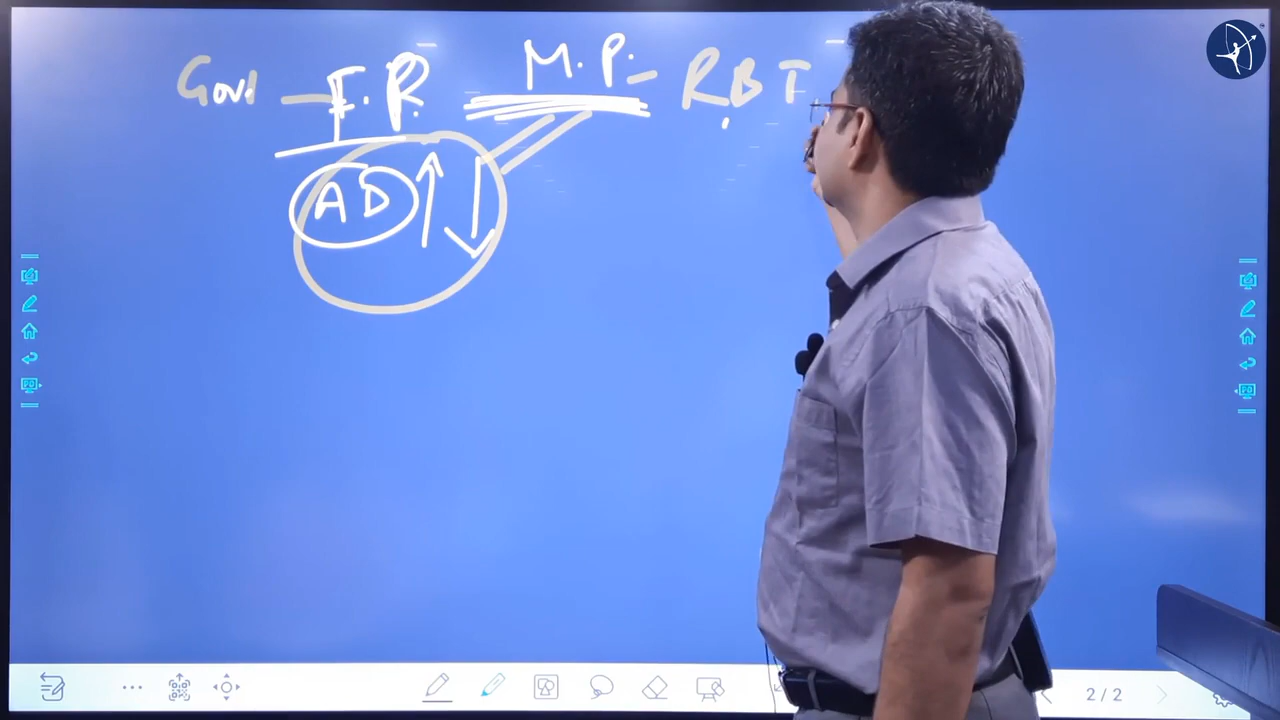 Govt - F.P. M.P. - RBI
AD ↑ ↓
2 / 2